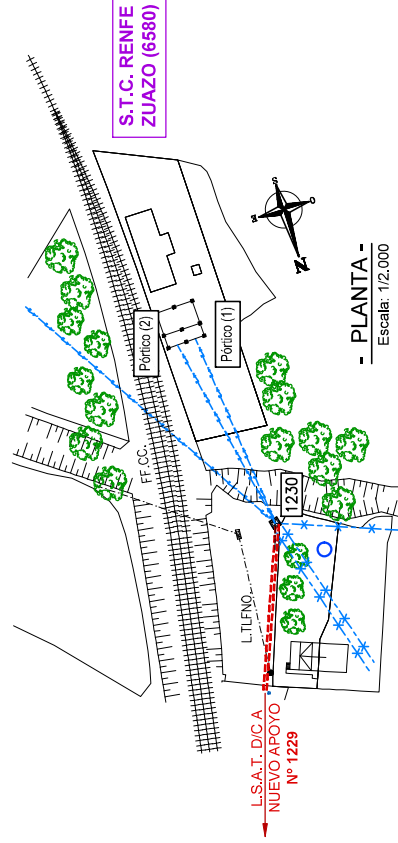 S.T.C. RENFE
ZUAZO (6580)
Pórtico (2)
Pórtico (1)
FF.CC.
S
E
O
N
- PLANTA -
Escala: 1/2.000
1230
L.TLFNO.
L.S.A.T. D/C A
NUEVO APOYO
Nº 1229